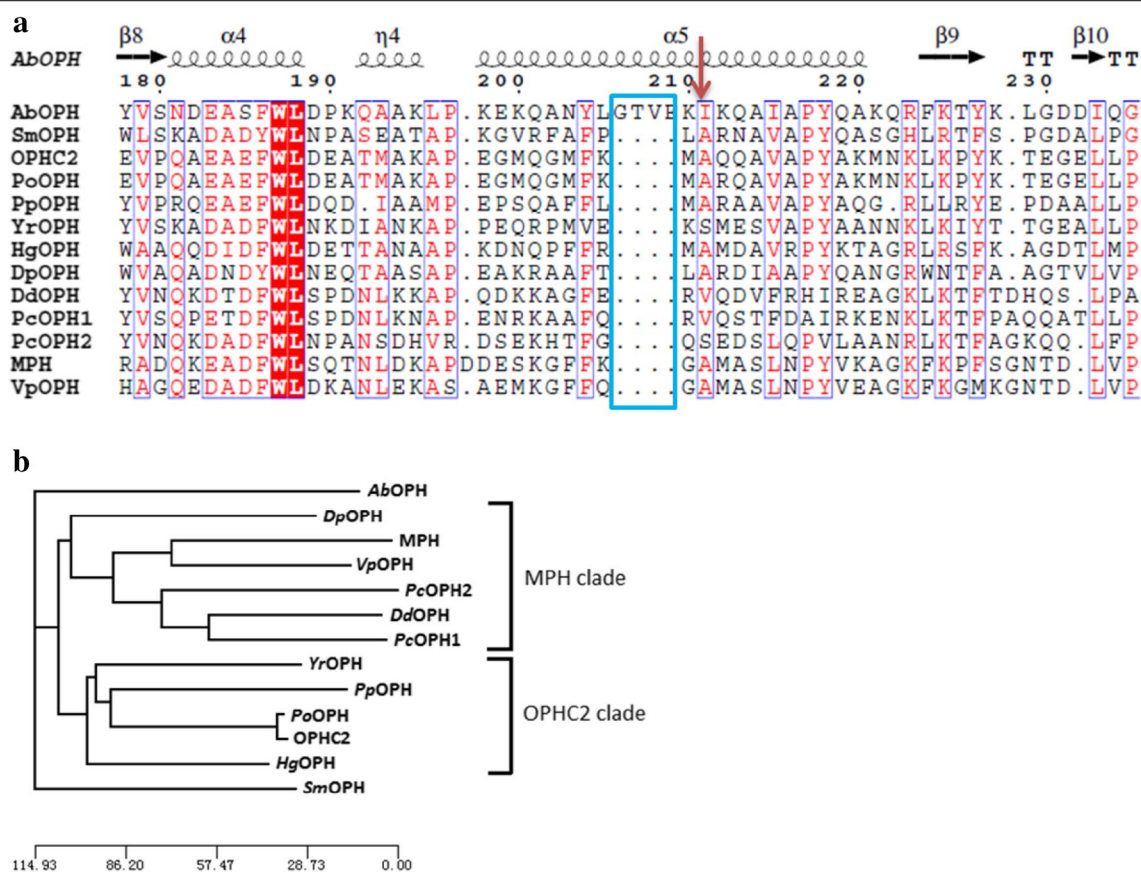 a
β8 α4 η4 α5 β9 β10
AbOPH TT TT
180 190 200 210 220 230
AbOPH YVSNDEASFWLDPKQAAKLP.KEKQANYLGTVEKIKQAIAPYQAKQRFKTYK.LGDDIQG
SmOPH WLSKADADYWLNPASEATAP.KGVRFAFP....LARNAVAPYQASGHLRTFS.PGDALPG
OPHC2 EVPQAEAEFWLDEATMAKAP.EGMQGMFK....MAQQAVAPYAKMNKLKPYK.TEGELLP
PoOPH EVPQAEAEFWLDEATMAKAP.EGMQGMFK....MARQAVAPYAKMNKLKPYK.TEGELLP
PpOPH YVPRQEAEFWLDQD.IAAMP.EPSQAFFL....MARAAVAPYAQG.RLLRYE.PDAALLP
YrOPH YVSKADAEFWLNKDIANKAP.PEQRPMVE....KSMESVAPYAANNKLKIYT.TGEALLP
HgOPH WAAQQDIDFWLDETTANAAP.KDNQPFFR....MAMDAVRPYKTAGRLRSFK.AGDTLMP
DpOPH WVAQADNDYWLNEQTAASAP.EAKRAAFT....LARDIAAPYQANGRWNTFA.AGTVLVP
DdOPH YVNQKDTDFWLSPDNLKKAP.QDKKAGFE....RVQDVFRHIREAGKLKTFTDHQS.LPA
PcOPH1 YVSQPETDFWLSPDNLKNAP.ENRKAAFQ....RVQSTFDAIRKENKLKTFPAQQATLLP
PcOPH2 YVNQKDADFWLNPANSDHVR.DSEKHTFG....QSEDSLQPVLAANRLKTFAGKQQ.LFP
MPH RADQKEADFWLSQTNLDKAPDDESKGFFK....GAMASLNPYVKAGKFKPFSGNTD.LVP
VpOPH HAGQEDADFWLDKANLEKAS.AEMKGFFQ....GAMASLNPYVEAGKFKGMKGNTD.LVP
b
AbOPH
DpOPH
MPH
VpOPH
MPH clade
PcOPH2
DdOPH
PcOPH1
YrOPH
PpOPH
PoOPH
OPHC2 clade
OPHC2
HgOPH
SmOPH
114.93 86.20 57.47 28.73 0.00